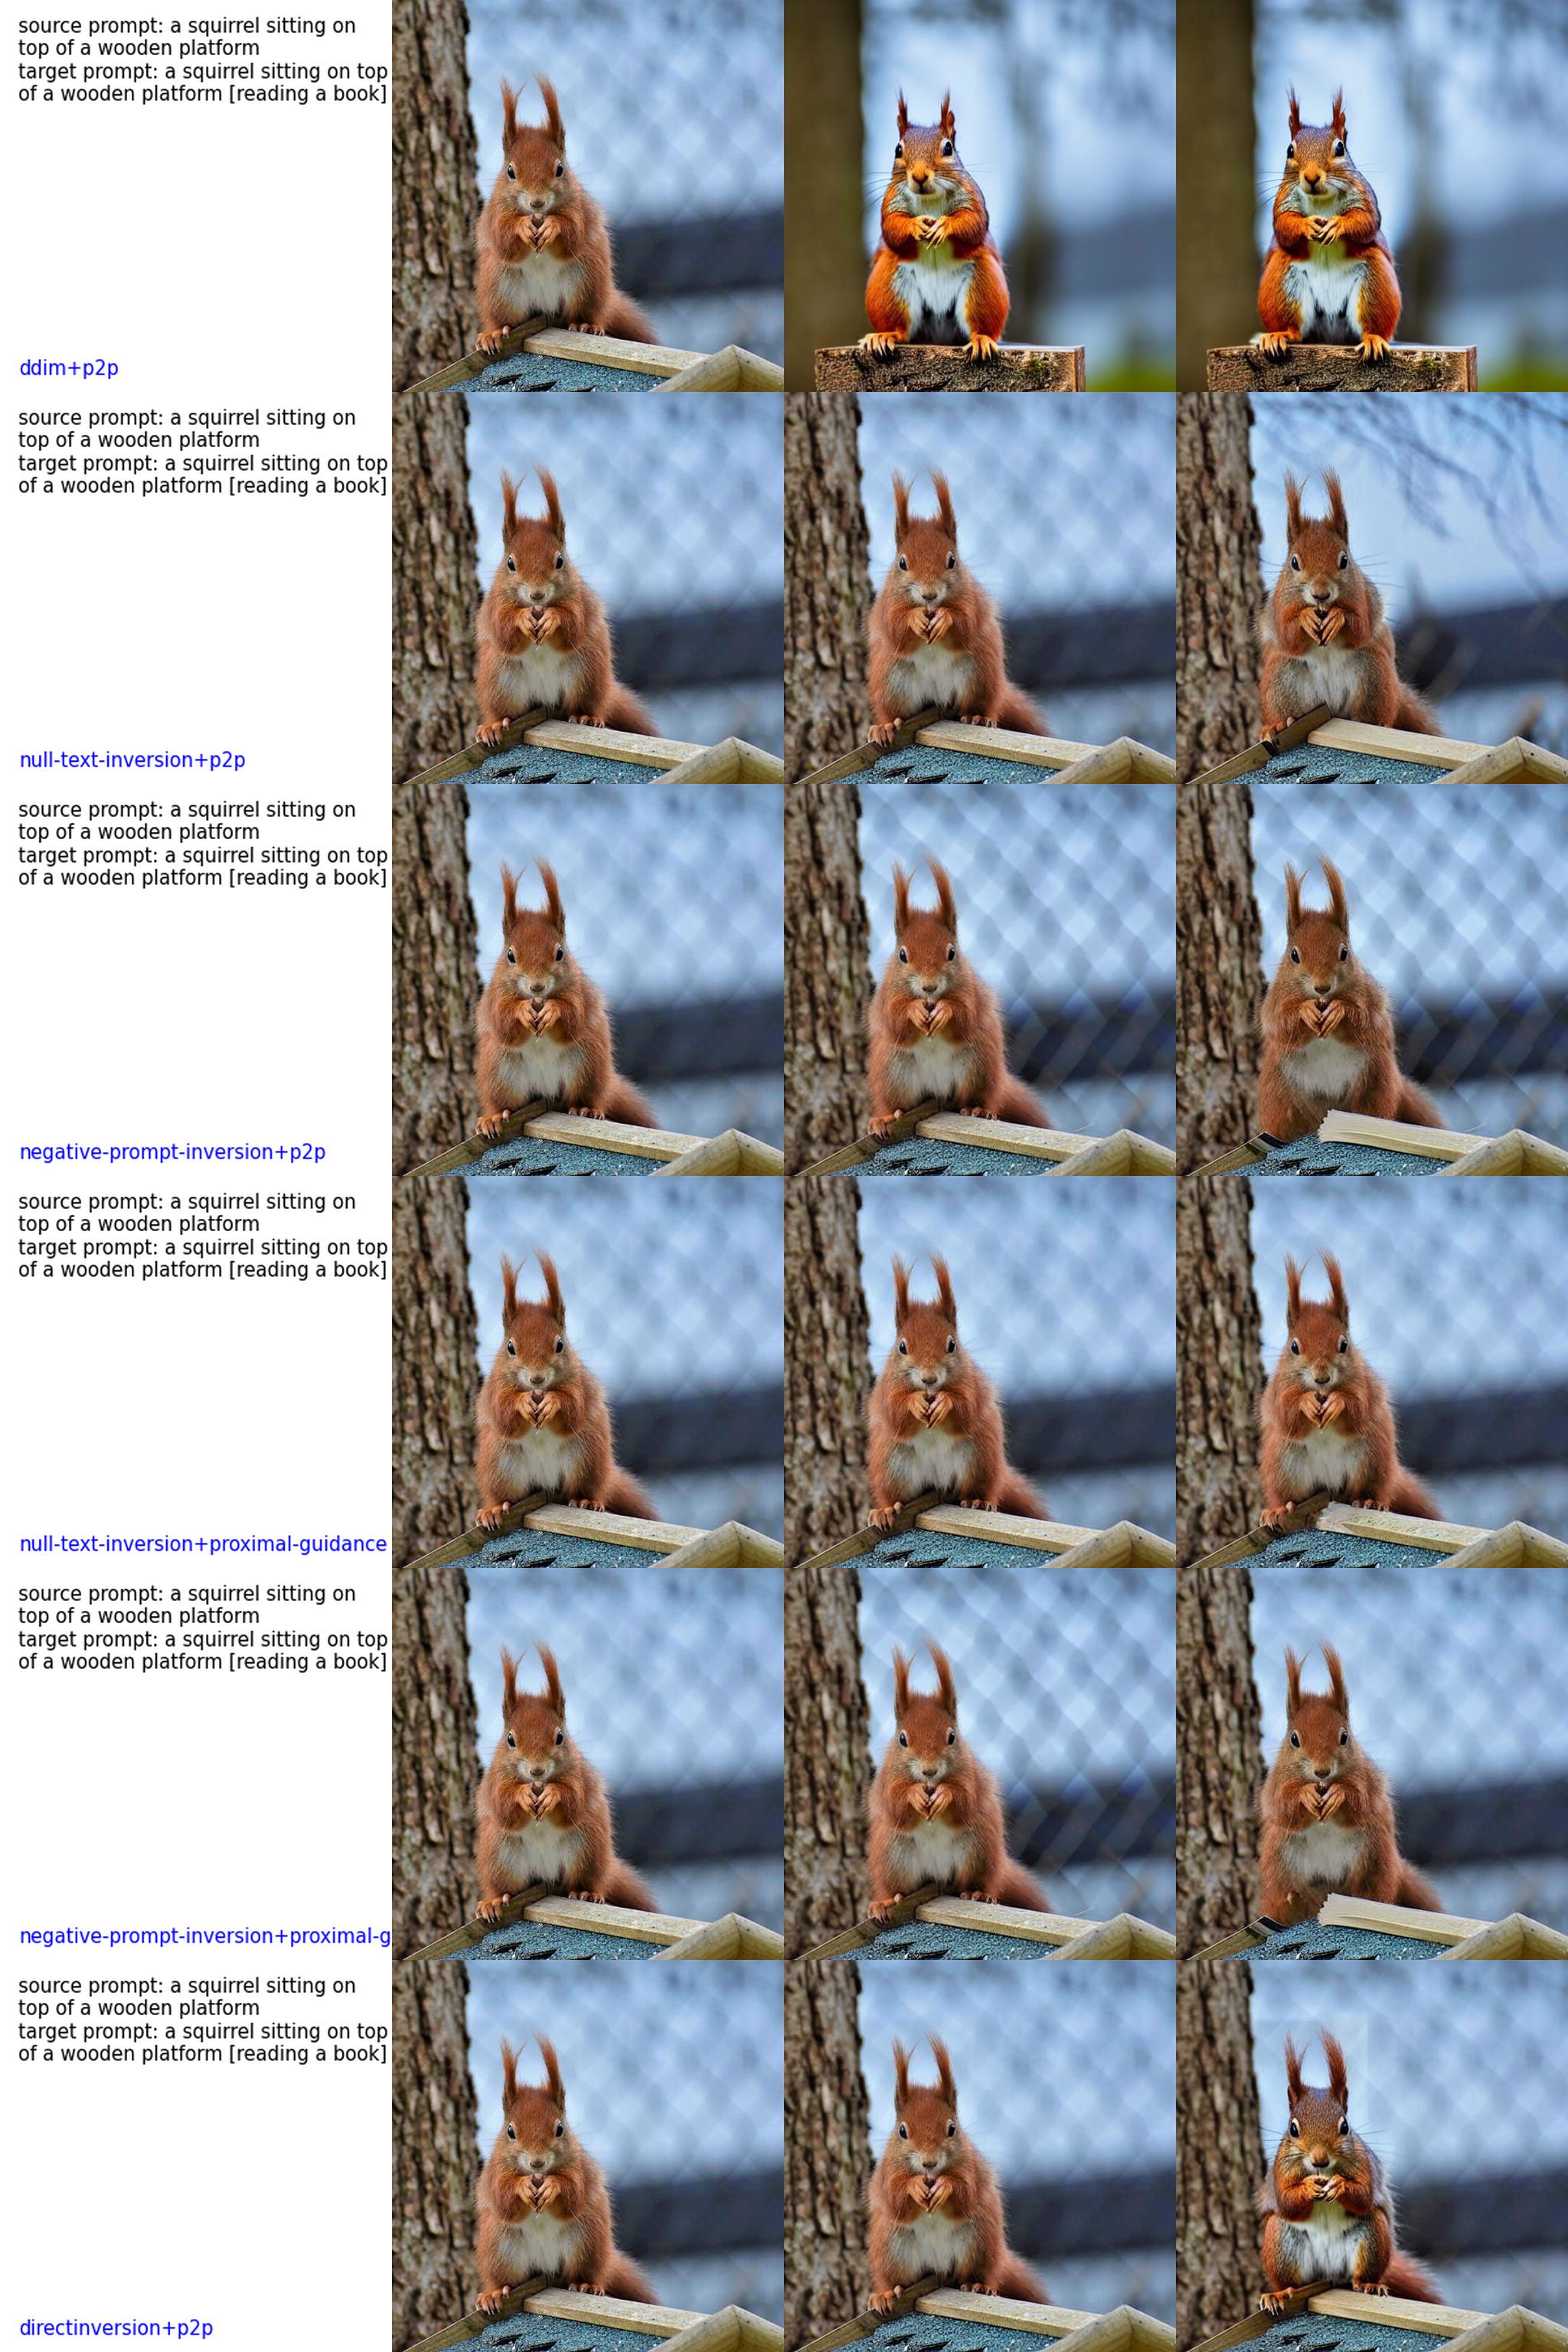 source prompt: a squirrel sitting on
top of a wooden platform
target prompt: a squirrel sitting on top
of a wooden platform [reading a book]
ddim+p2p
source prompt: a squirrel sitting on
top of a wooden platform
target prompt: a squirrel sitting on top
of a wooden platform [reading a book]
null-text-inversion+p2p
source prompt: a squirrel sitting on
top of a wooden platform
target prompt: a squirrel sitting on top
of a wooden platform [reading a book]
negative-prompt-inversion+p2p
source prompt: a squirrel sitting on
top of a wooden platform
target prompt: a squirrel sitting on top
of a wooden platform [reading a book]
null-text-inversion+proximal-guidance
source prompt: a squirrel sitting on
top of a wooden platform
target prompt: a squirrel sitting on top
of a wooden platform [reading a book]
negative-prompt-inversion+proximal-g
source prompt: a squirrel sitting on
top of a wooden platform
target prompt: a squirrel sitting on top
of a wooden platform [reading a book]
directinversion+p2p